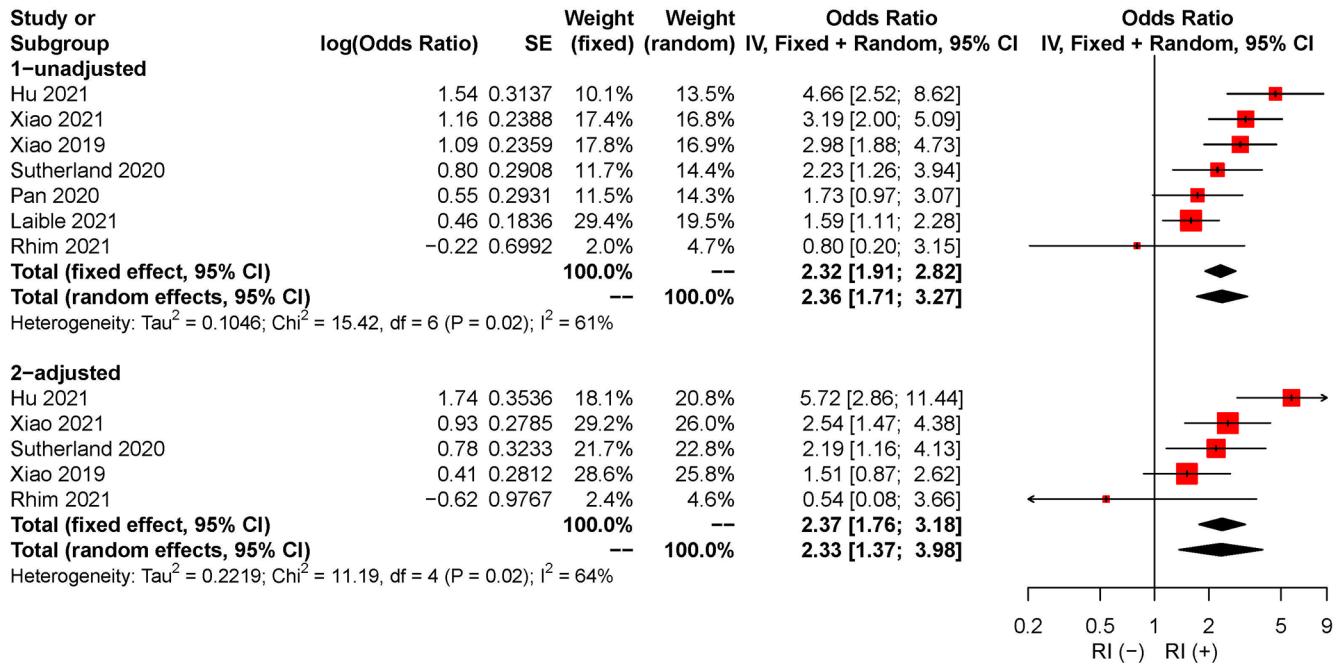 Study or Weight Weight Odds Ratio Odds Ratio
Subgroup log(Odds Ratio) SE (fixed) (random) IV, Fixed + Random, 95% CI IV, Fixed + Random, 95% CI
1−unadjusted
Hu 2021 1.54 0.3137 10.1% 13.5% 4.66 [2.52; 8.62]
Xiao 2021 1.16 0.2388 17.4% 16.8% 3.19 [2.00; 5.09]
Xiao 2019 1.09 0.2359 17.8% 16.9% 2.98 [1.88; 4.73]
Sutherland 2020 0.80 0.2908 11.7% 14.4% 2.23 [1.26; 3.94]
Pan 2020 0.55 0.2931 11.5% 14.3% 1.73 [0.97; 3.07]
Laible 2021 0.46 0.1836 29.4% 19.5% 1.59 [1.11; 2.28]
Rhim 2021 −0.22 0.6992 2.0% 4.7% 0.80 [0.20; 3.15]
Total (fixed effect, 95% CI) 100.0% −− 2.32 [1.91; 2.82]
Total (random effects, 95% CI) −− 100.0% 2.36 [1.71; 3.27]
Heterogeneity: Tau² = 0.1046; Chi² = 15.42, df = 6 (P = 0.02); I² = 61%
2−adjusted
Hu 2021 1.74 0.3536 18.1% 20.8% 5.72 [2.86; 11.44]
Xiao 2021 0.93 0.2785 29.2% 26.0% 2.54 [1.47; 4.38]
Sutherland 2020 0.78 0.3233 21.7% 22.8% 2.19 [1.16; 4.13]
Xiao 2019 0.41 0.2812 28.6% 25.8% 1.51 [0.87; 2.62]
Rhim 2021 −0.62 0.9767 2.4% 4.6% 0.54 [0.08; 3.66]
Total (fixed effect, 95% CI) 100.0% −− 2.37 [1.76; 3.18]
Total (random effects, 95% CI) −− 100.0% 2.33 [1.37; 3.98]
Heterogeneity: Tau² = 0.2219; Chi² = 11.19, df = 4 (P = 0.02); I² = 64%
0.2 0.5 1 2 5 9
RI (−) RI (+)